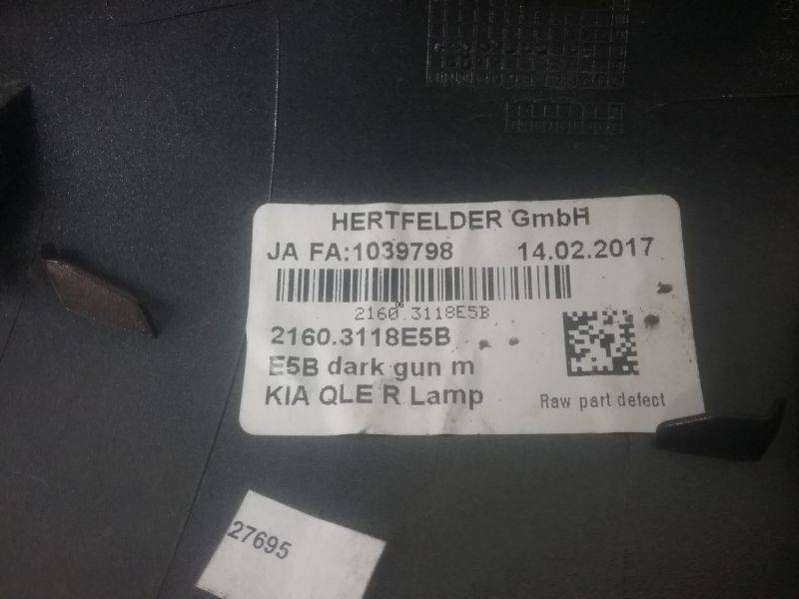 HERTFELDER GmbH
JA FA:1039798 14.02.2017
2160.3118E5B
2160.3118E5B
E5B dark gun m
KIA QLE R Lamp
Raw part defect
27695